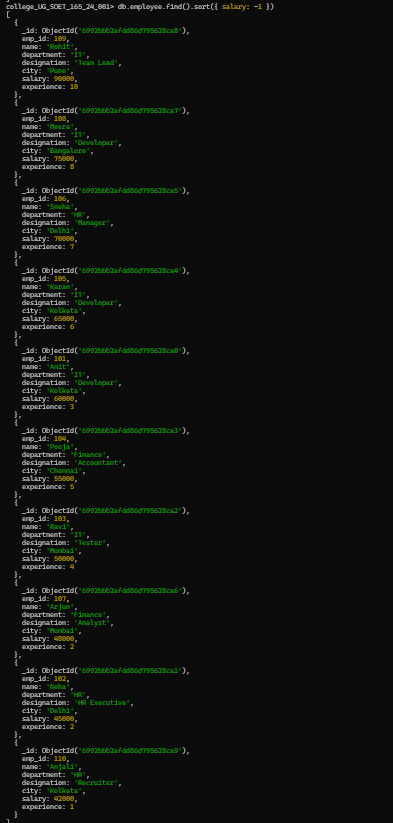 college_UG_SOET_165_24_001> db.employee.find().sort({ salary: -1 })
[
{
_id: ObjectId('6992bbb2afdd86d795628ca8'),
emp_id: 109,
name: 'Rohit',
department: 'IT',
designation: 'Team Lead',
city: 'Pune',
salary: 90000,
experience: 10
},
{
_id: ObjectId('6992bbb2afdd86d795628ca7'),
emp_id: 108,
name: 'Meera',
department: 'IT',
designation: 'Developer',
city: 'Bangalore',
salary: 75000,
experience: 8
},
{
_id: ObjectId('6992bbb2afdd86d795628ca5'),
emp_id: 106,
name: 'Sneha',
department: 'HR',
designation: 'Manager',
city: 'Delhi',
salary: 70000,
experience: 7
},
{
_id: ObjectId('6992bbb2afdd86d795628ca4'),
emp_id: 105,
name: 'Karan',
department: 'IT',
designation: 'Developer',
city: 'Kolkata',
salary: 65000,
experience: 6
},
{
_id: ObjectId('6992bbb2afdd86d795628ca0'),
emp_id: 101,
name: 'Amit',
department: 'IT',
designation: 'Developer',
city: 'Kolkata',
salary: 60000,
experience: 3
},
{
_id: ObjectId('6992bbb2afdd86d795628ca3'),
emp_id: 104,
name: 'Pooja',
department: 'Finance',
designation: 'Accountant',
city: 'Chennai',
salary: 55000,
experience: 5
},
{
_id: ObjectId('6992bbb2afdd86d795628ca2'),
emp_id: 103,
name: 'Ravi',
department: 'IT',
designation: 'Tester',
city: 'Mumbai',
salary: 50000,
experience: 4
},
{
_id: ObjectId('6992bbb2afdd86d795628ca6'),
emp_id: 107,
name: 'Arjun',
department: 'Finance',
designation: 'Analyst',
city: 'Mumbai',
salary: 48000,
experience: 2
},
{
_id: ObjectId('6992bbb2afdd86d795628ca1'),
emp_id: 102,
name: 'Neha',
department: 'HR',
designation: 'HR Executive',
city: 'Delhi',
salary: 45000,
experience: 2
},
{
_id: ObjectId('6992bbb2afdd86d795628ca9'),
emp_id: 110,
name: 'Anjali',
department: 'HR',
designation: 'Recruiter',
city: 'Kolkata',
salary: 42000,
experience: 1
}
]